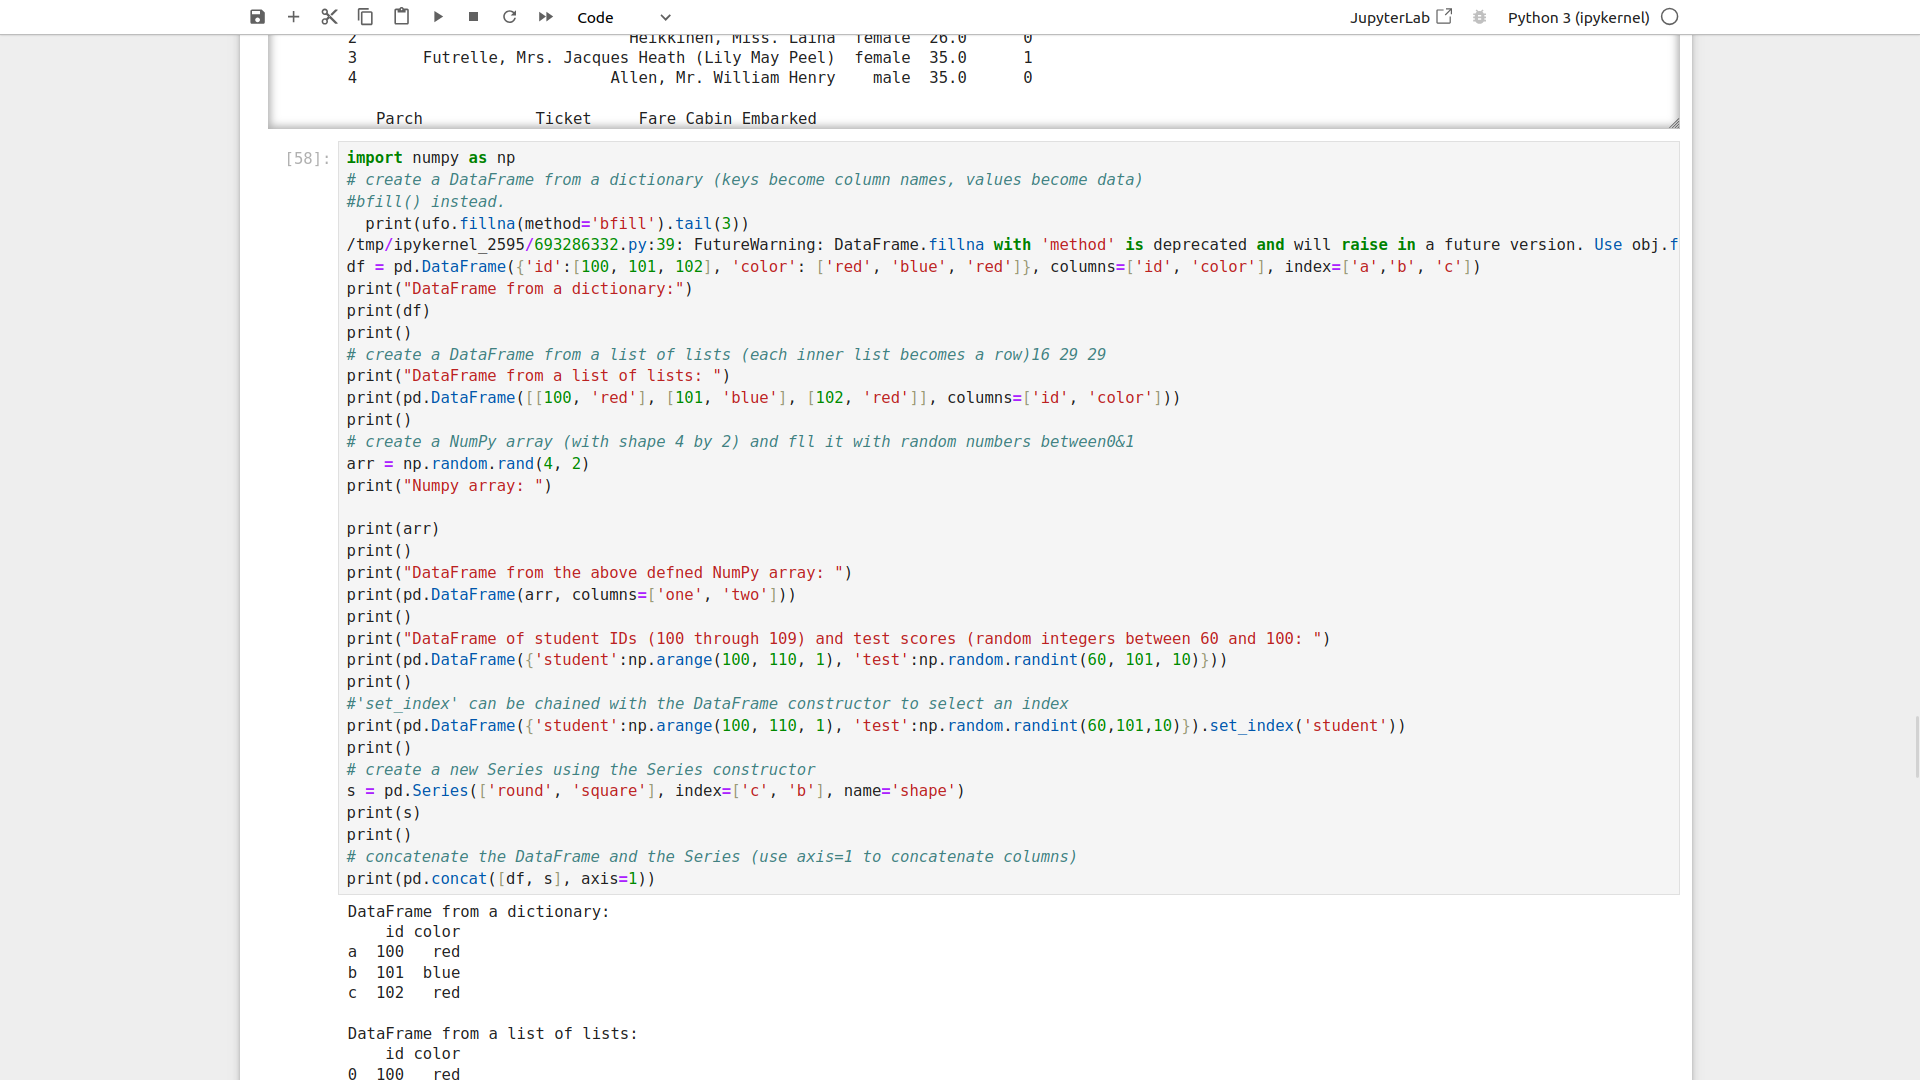 Code
JupyterLab
Python 3 (ipykernel)
2 Heikkinen, Miss. Laina female 26.0 0
3 Futrelle, Mrs. Jacques Heath (Lily May Peel) female 35.0 1
4 Allen, Mr. William Henry male 35.0 0
Parch Ticket Fare Cabin Embarked
[58]:
import numpy as np
# create a DataFrame from a dictionary (keys become column names, values become data)
#bfill() instead.
print(ufo.fillna(method='bfill').tail(3))
/tmp/ipykernel_2595/693286332.py:39: FutureWarning: DataFrame.fillna with 'method' is deprecated and will raise in a future version. Use obj.f
df = pd.DataFrame({'id':[100, 101, 102], 'color': ['red', 'blue', 'red']}, columns=['id', 'color'], index=['a','b', 'c'])
print("DataFrame from a dictionary:")
print(df)
print()
# create a DataFrame from a list of lists (each inner list becomes a row)16 29 29
print("DataFrame from a list of lists: ")
print(pd.DataFrame([[100, 'red'], [101, 'blue'], [102, 'red']], columns=['id', 'color']))
print()
# create a NumPy array (with shape 4 by 2) and fll it with random numbers between0&1
arr = np.random.rand(4, 2)
print("Numpy array: ")
print(arr)
print()
print("DataFrame from the above defned NumPy array: ")
print(pd.DataFrame(arr, columns=['one', 'two']))
print()
print("DataFrame of student IDs (100 through 109) and test scores (random integers between 60 and 100: ")
print(pd.DataFrame({'student':np.arange(100, 110, 1), 'test':np.random.randint(60, 101, 10)}))
print()
#'set_index' can be chained with the DataFrame constructor to select an index
print(pd.DataFrame({'student':np.arange(100, 110, 1), 'test':np.random.randint(60,101,10)}).set_index('student'))
print()
# create a new Series using the Series constructor
s = pd.Series(['round', 'square'], index=['c', 'b'], name='shape')
print(s)
print()
# concatenate the DataFrame and the Series (use axis=1 to concatenate columns)
print(pd.concat([df, s], axis=1))
DataFrame from a dictionary:
id color
a 100 red
b 101 blue
c 102 red
DataFrame from a list of lists:
id color
0 100 red